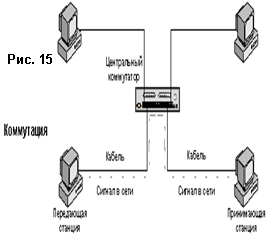 Рис. 15
Центральный
коммутатор
Коммутация
Кабель Кабель
Сигнал в сети Сигнал в сети
Передающая
станция
Принимающая
станция